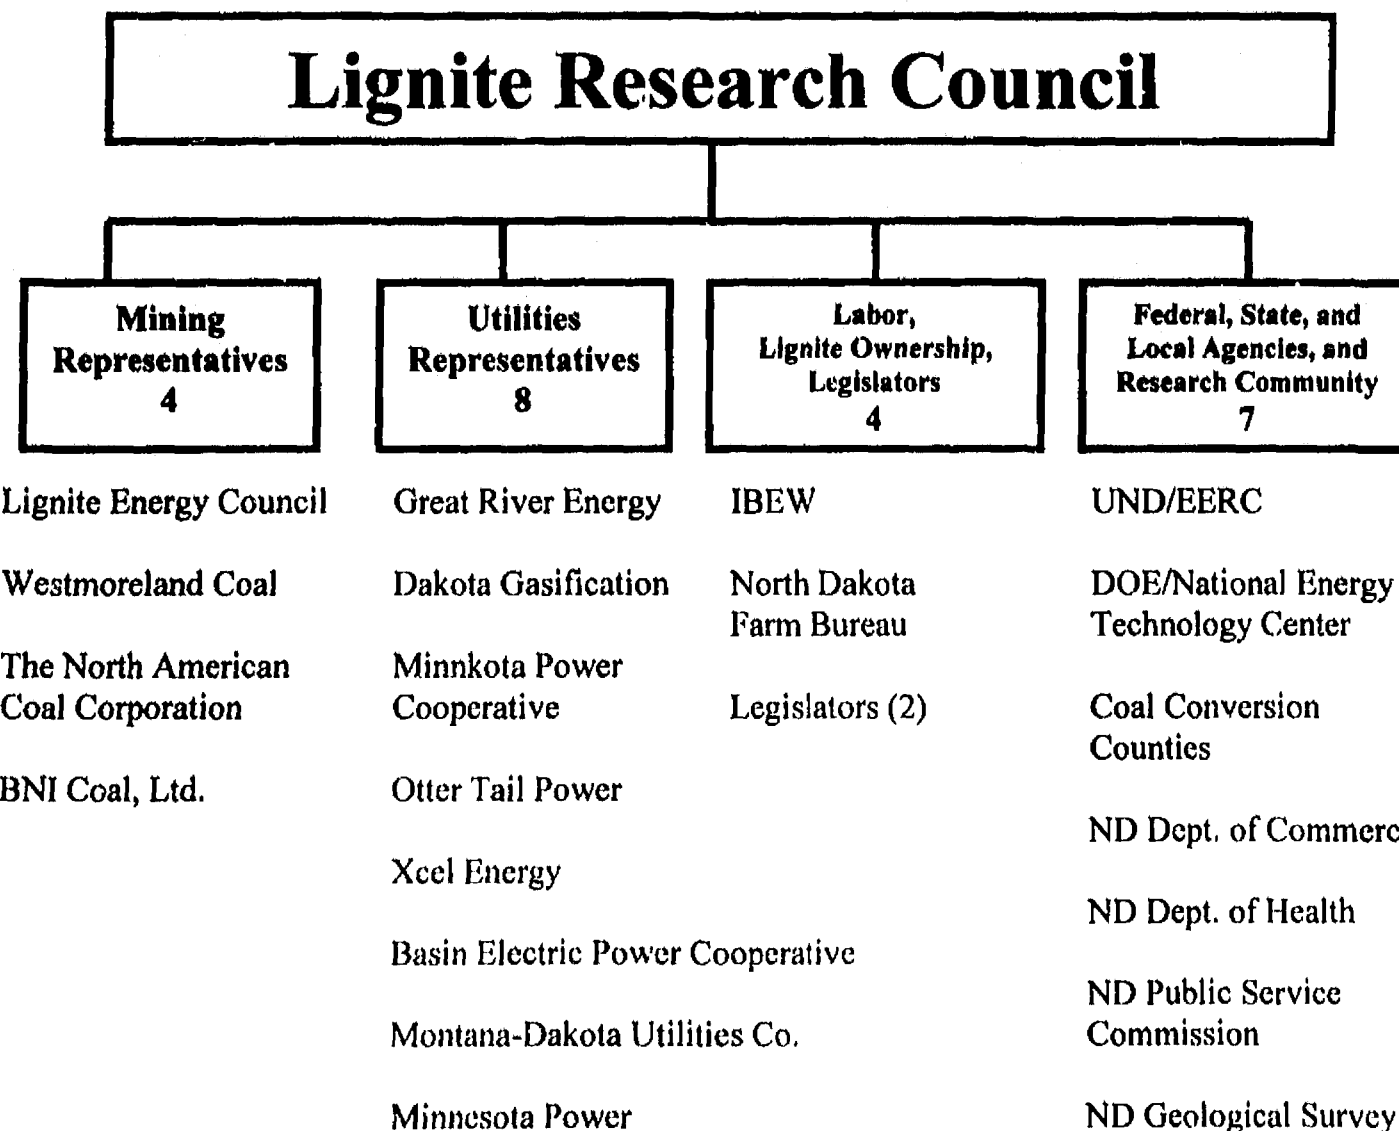 Lignite Research Council
Mining
Representatives
4
Utilities
Representatives
8
Labor,
Lignite Ownership,
Legislators
4
Federal, State, and
Local Agencies, and
Research Community
7
Lignite Energy Council
Westmoreland Coal
The North American
Coal Corporation
BNI Coal, Ltd.
Great River Energy
Dakota Gasification
Minnkota Power
Cooperative
Otter Tail Power
Xcel Energy
Basin Electric Power Cooperative
Montana-Dakota Utilities Co.
Minnesota Power
IBEW
North Dakota
Farm Bureau
Legislators (2)
UND/EERC
DOE/National Energy
Technology Center
Coal Conversion
Counties
ND Dept. of Commerc
ND Dept. of Health
ND Public Service
Commission
ND Geological Survey